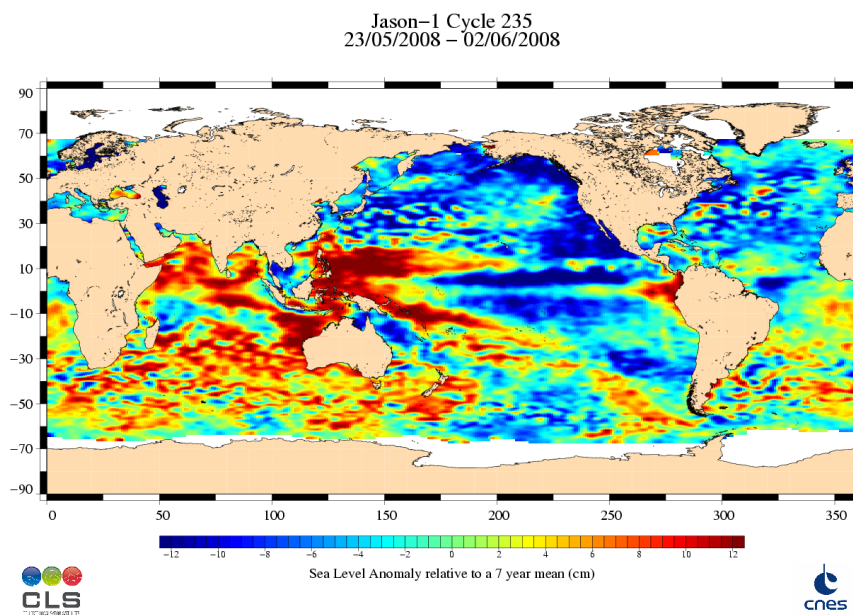 Jason−1 Cycle 235
23/05/2008 − 02/06/2008
90
70
50
30
10
−10
−30
−50
−70
−90
0 50 100 150 200 250 300 350
−12 −10 −8 −6 −4 −2 0 2 4 6 8 10 12
Sea Level Anomaly relative to a 7 year mean (cm)
CLS
cnes